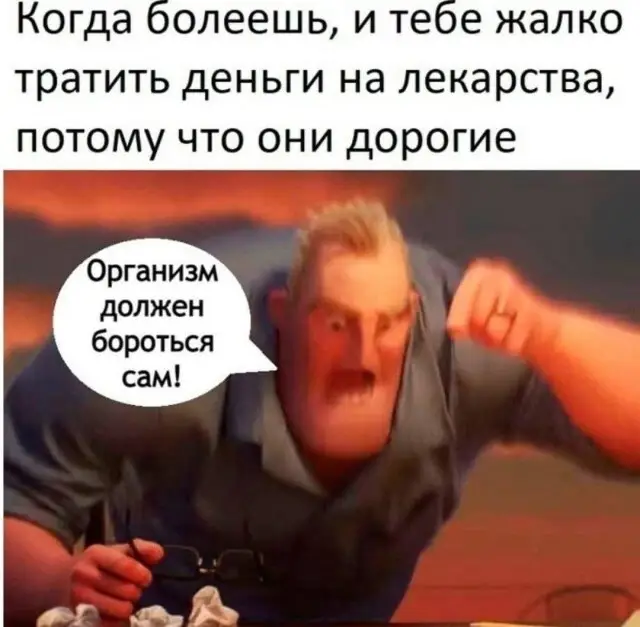 Когда болеешь, и тебе жалко
тратить деньги на лекарства,
потому что они дорогие
Организм
должен
бороться
сам!